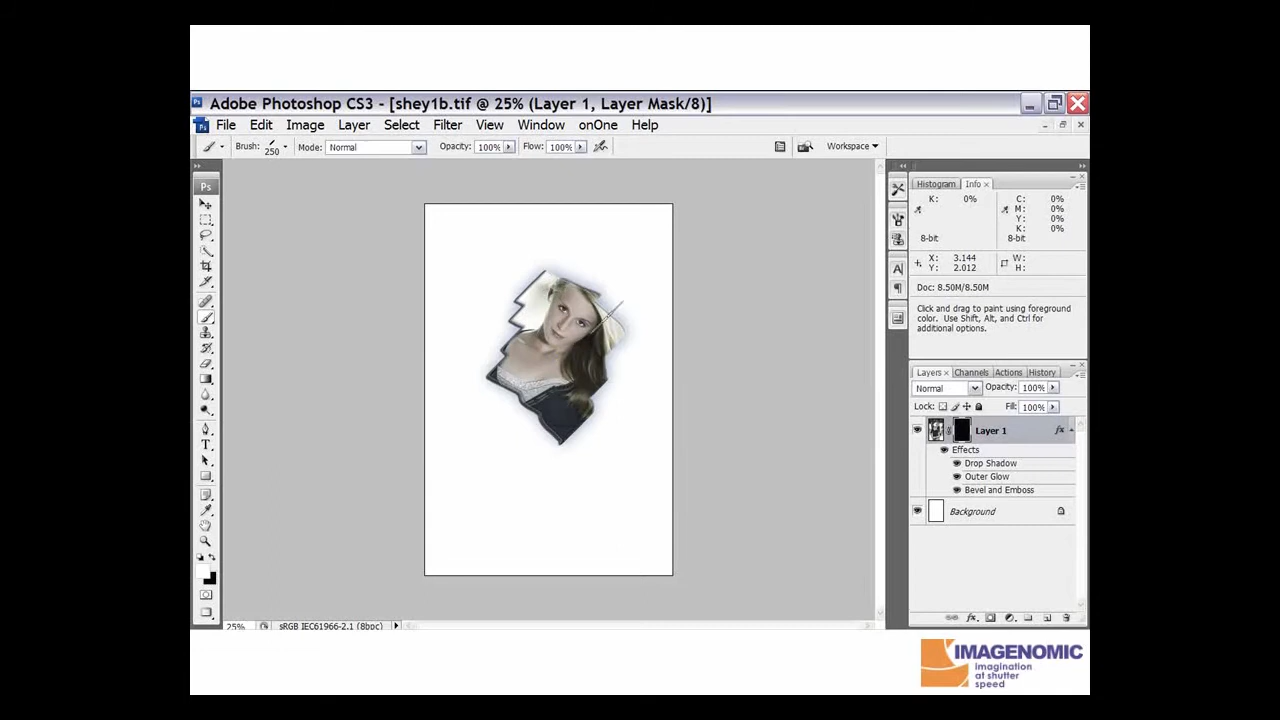 Adobe Photoshop CS3 - [shey1b.tif @ 25% (Layer 1, Layer Mask/8)]
File Edit Image Layer Select Filter View Window onOne Help
Brush: 250 Mode: Normal Opacity: 100% Flow: 100% Workspace
Ps
Histogram Info
K: 0% C: 0%
M: 0%
Y: 0%
K: 0%
8-bit 8-bit
X: 3.144 W:
Y: 2.012 H:
Doc: 8.50M/8.50M
Click and drag to paint using foreground
color. Use Shift, Alt, and Ctrl for
additional options.
Layers Channels Actions History
Normal Opacity: 100%
Lock: Fill: 100%
Layer 1 fx
Effects
Drop Shadow
Outer Glow
Bevel and Emboss
Background
25% sRGB IEC61966-2.1 (8bpc)
IMAGENOMIC
imagination
at shutter
speed